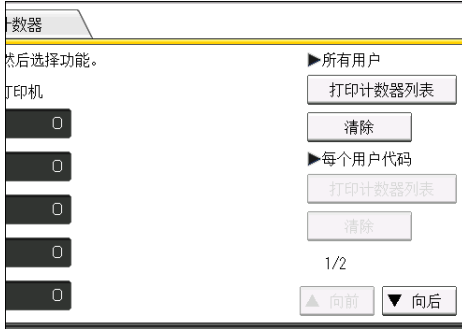 计数器
然后选择功能。
▶所有用户
打印机
打印计数器列表
0
清除
▶每个用户代码
0
打印计数器列表
0
清除
0
1/2
0
▲ 向前
▼ 向后